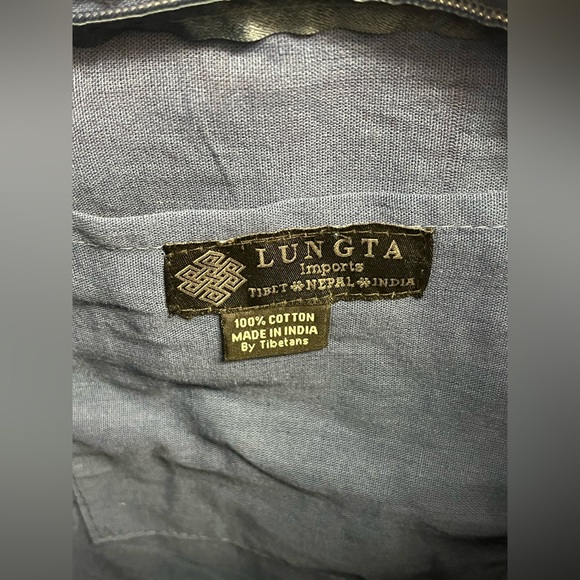 LUNGTA
Imports
TIBET ❋ NEPAL ❋ INDIA
100% COTTON
MADE IN INDIA
By Tibetans